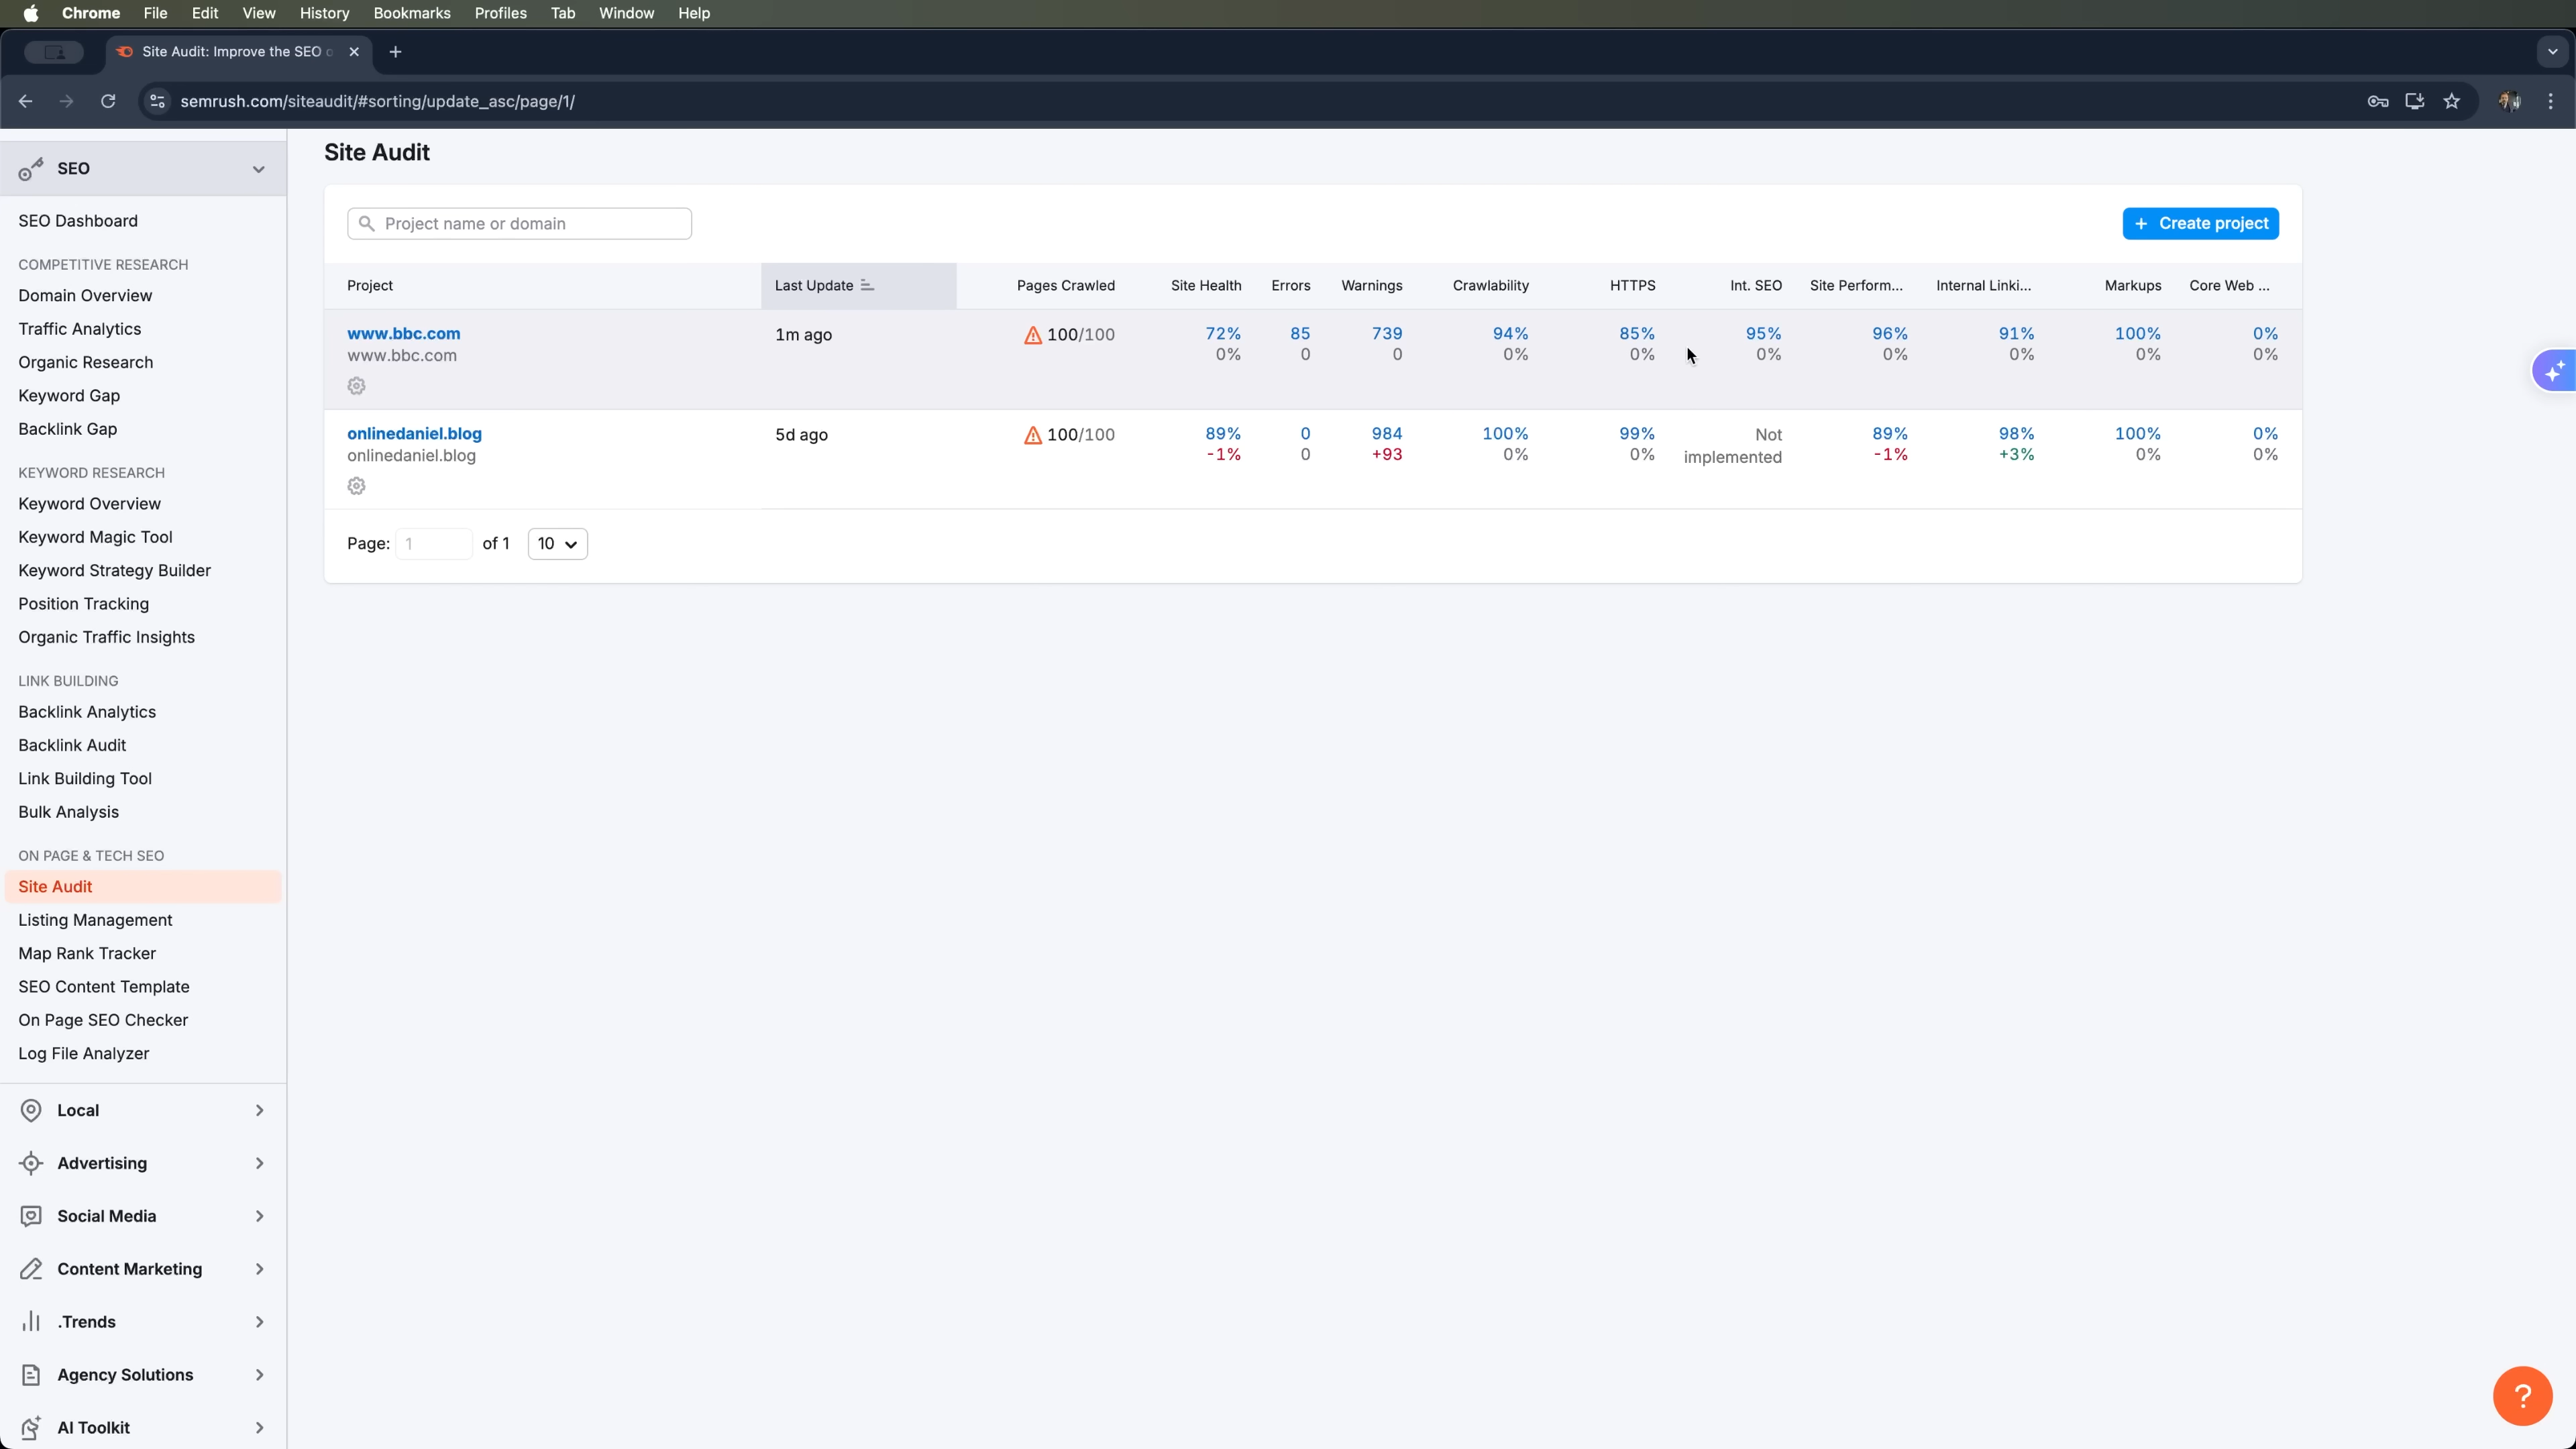 Chrome File Edit View History Bookmarks Profiles Tab Window Help
Site Audit: Improve the SEO
semrush.com/siteaudit/#sorting/update_asc/page/1/
SEO
SEO Dashboard
COMPETITIVE RESEARCH
Domain Overview
Traffic Analytics
Organic Research
Keyword Gap
Backlink Gap
KEYWORD RESEARCH
Keyword Overview
Keyword Magic Tool
Keyword Strategy Builder
Position Tracking
Organic Traffic Insights
LINK BUILDING
Backlink Analytics
Backlink Audit
Link Building Tool
Bulk Analysis
ON PAGE & TECH SEO
Site Audit
Listing Management
Map Rank Tracker
SEO Content Template
On Page SEO Checker
Log File Analyzer
Local
Advertising
Social Media
Content Marketing
.Trends
Agency Solutions
AI Toolkit
Site Audit
Project name or domain
+ Create project
Project Last Update Pages Crawled Site Health Errors Warnings Crawlability HTTPS Int. SEO Site Perform... Internal Linki... Markups Core Web ...
www.bbc.com 1m ago 100/100 72% 85 739 94% 85% 95% 96% 91% 100% 0%
www.bbc.com 0% 0 0 0% 0% 0% 0% 0% 0% 0%
onlinedaniel.blog 5d ago 100/100 89% 0 984 100% 99% Not 89% 98% 100% 0%
onlinedaniel.blog -1% 0 +93 0% 0% implemented -1% +3% 0% 0%
Page: 1 of 1 10
?